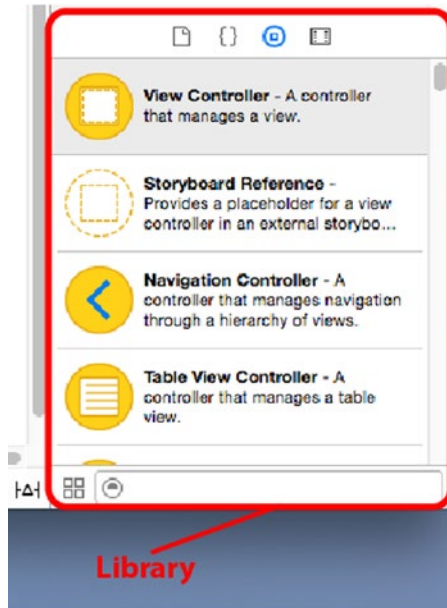 {}
View Controller - A controller
that manages a view.
Storyboard Reference -
Provides a placeholder for a view
controller in an external storybo...
Navigation Controller - A
controller that manages navigation
through a hierarchy of views.
Table View Controller - A
controller that manages a table
view.
Library